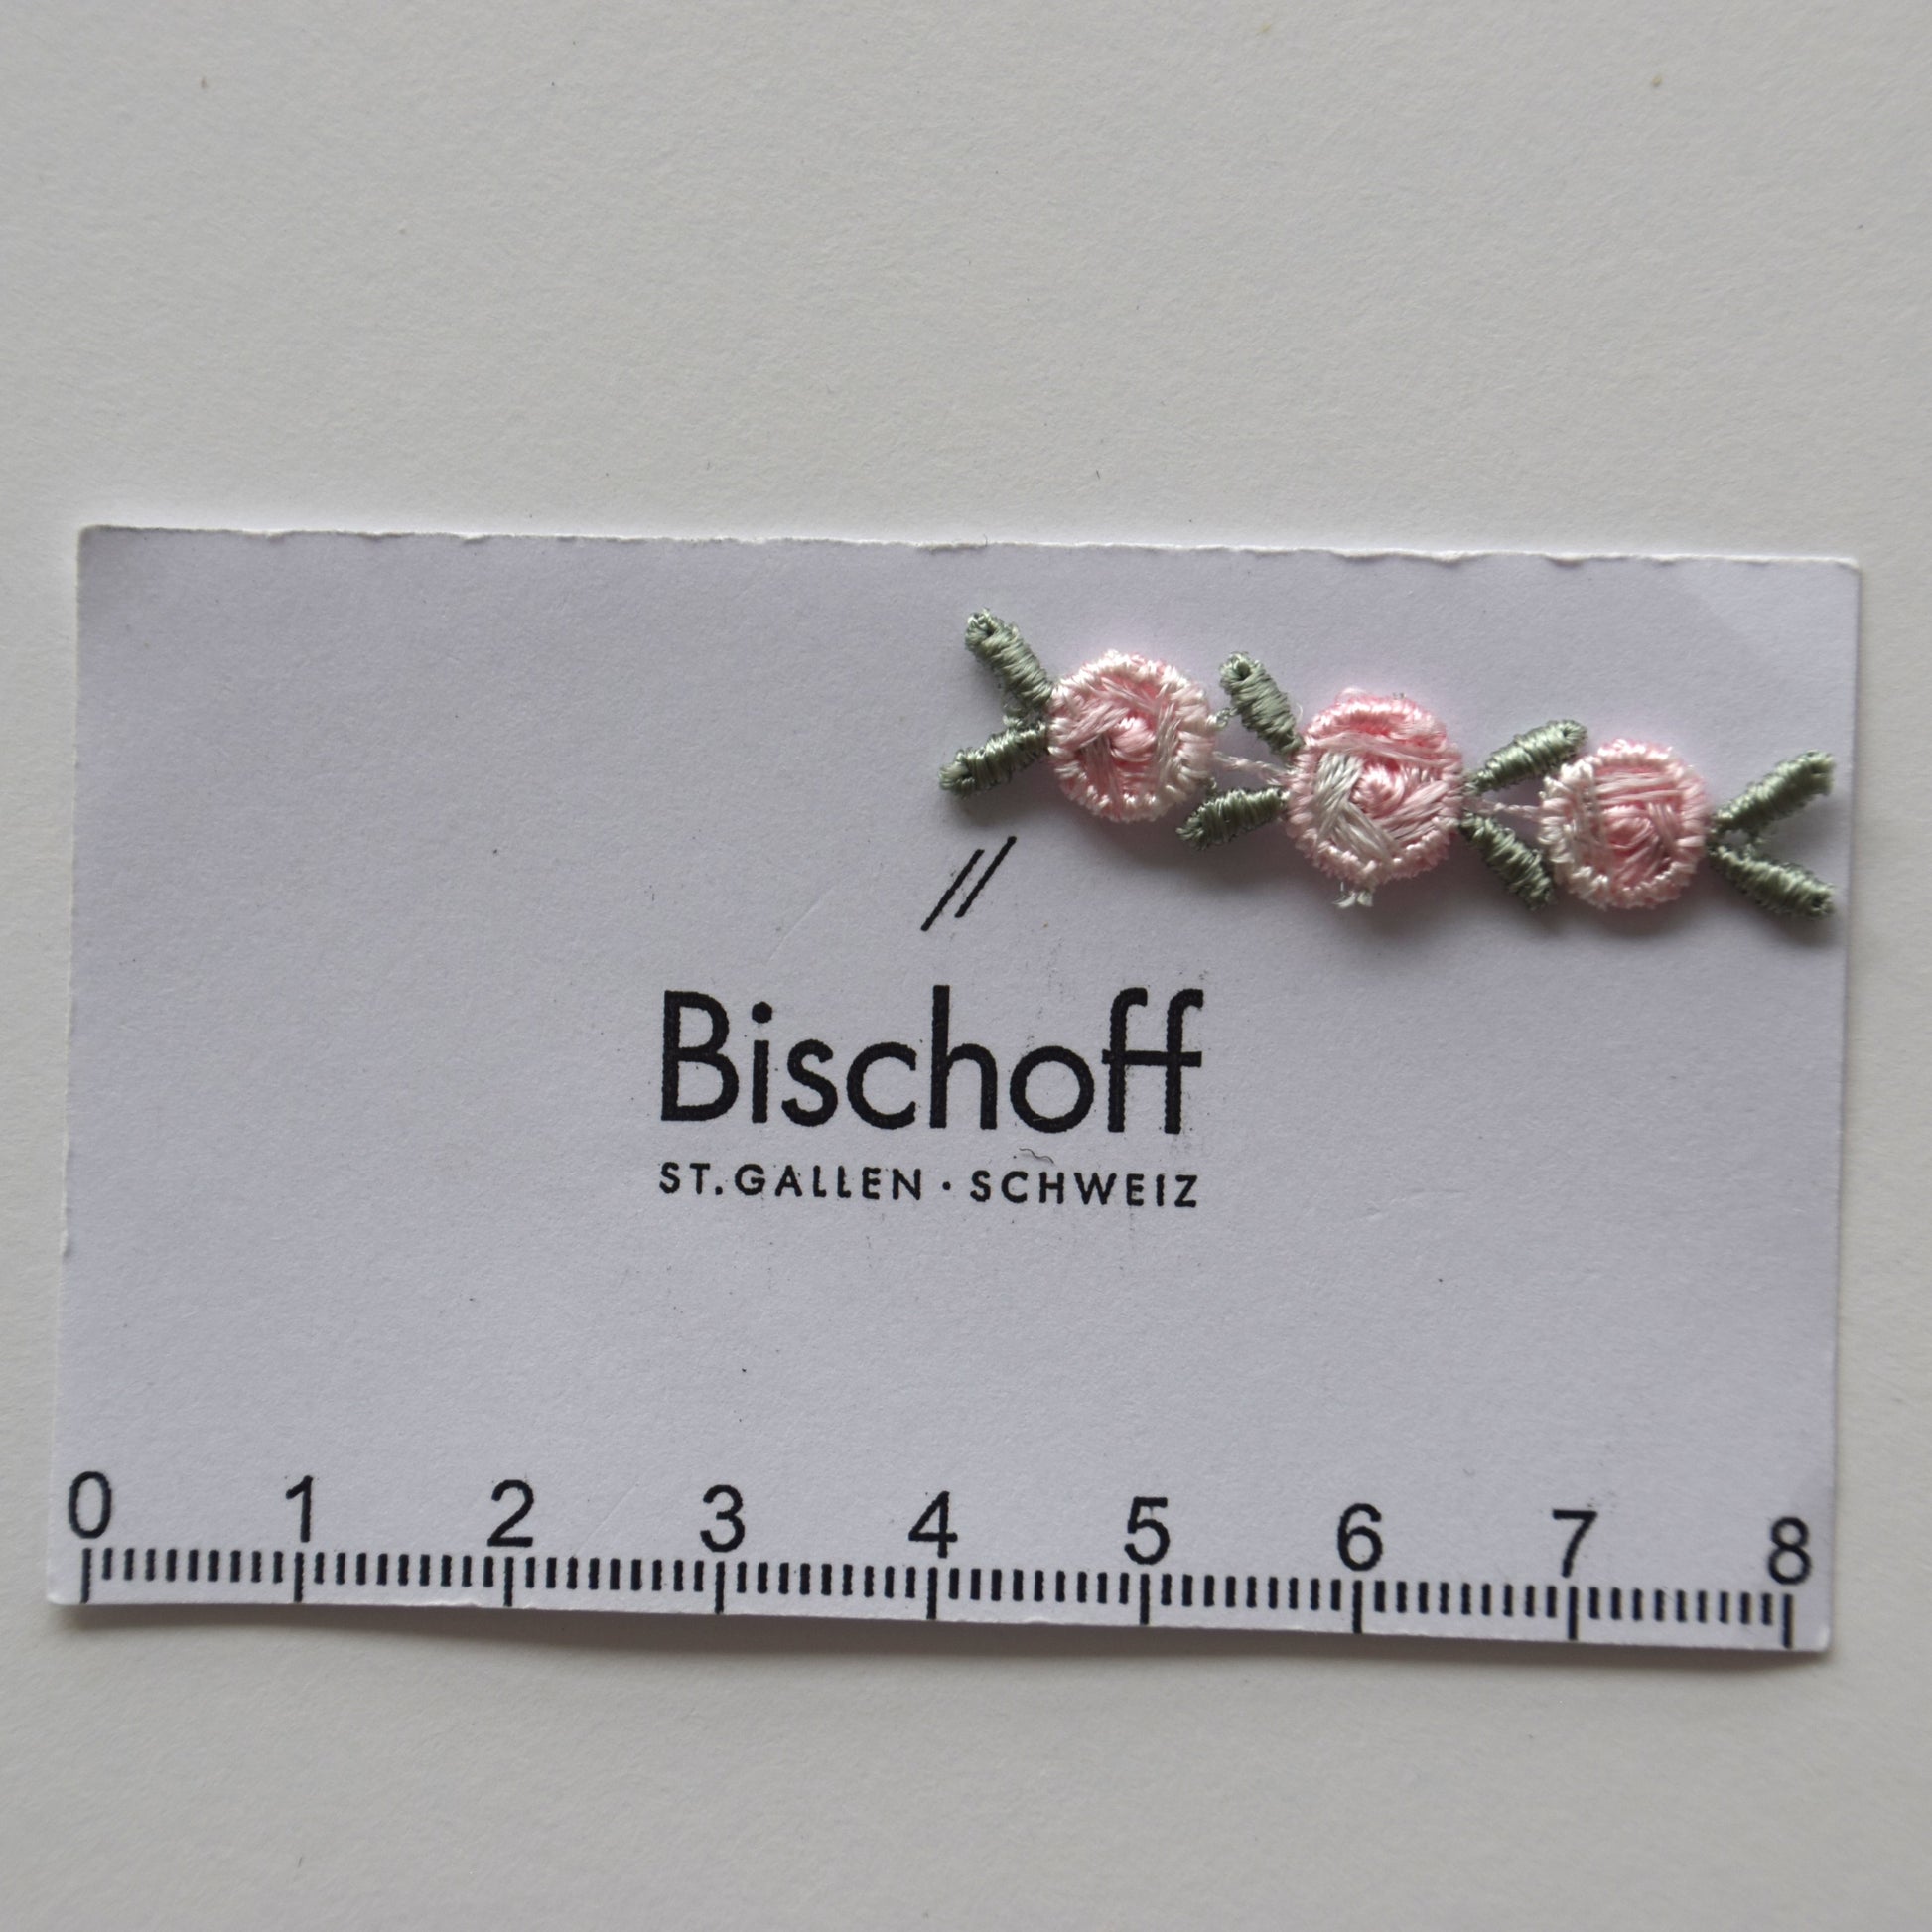 //
Bischoff
ST. GALLEN · SCHWEIZ
0 1 2 3 4 5 6 7 8